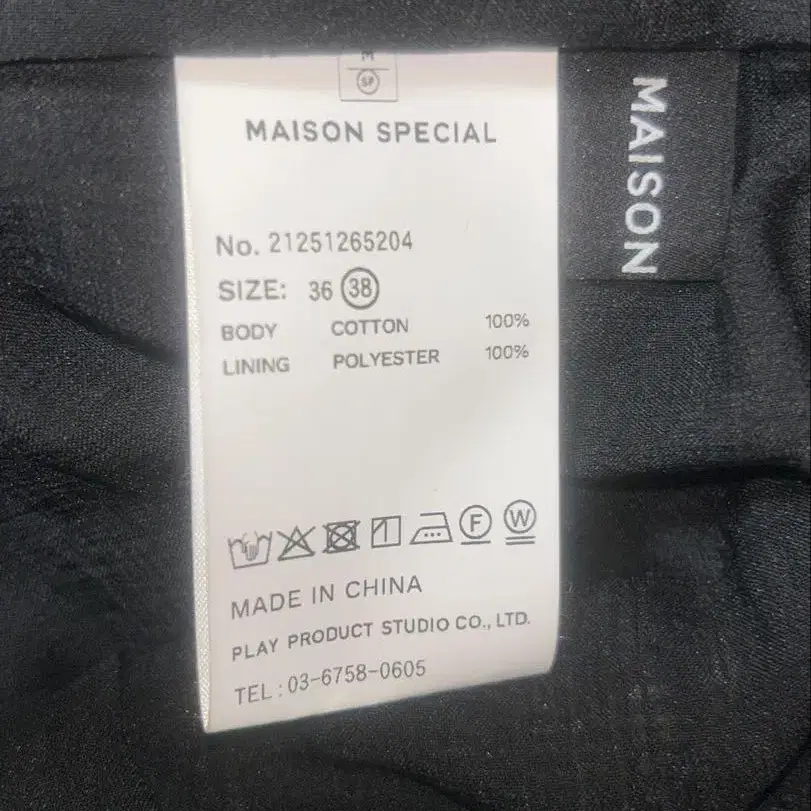 SP
MAISON SPECIAL
No. 21251265204
SIZE: 36 38
BODY COTTON 100%
LINING POLYESTER 100%
F W
MADE IN CHINA
PLAY PRODUCT STUDIO CO., LTD.
TEL : 03-6758-0605
MAISON